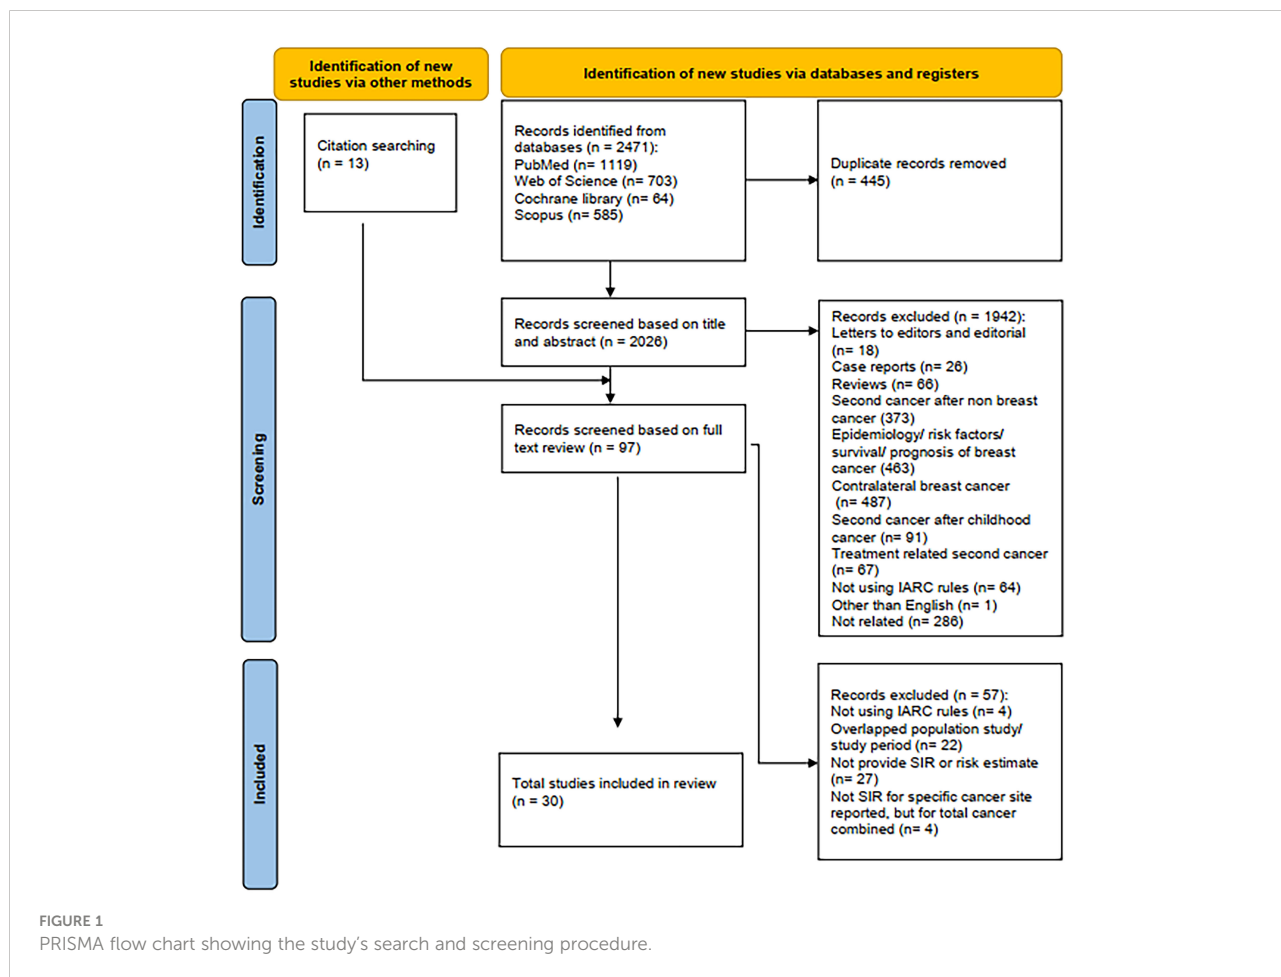 Identification of new
studies via other methods
Identification of new studies via databases and registers
Identification
Citation searching
(n = 13)
Records identified from
databases (n = 2471):
PubMed (n= 1119)
Web of Science (n= 703)
Cochrane library (n= 64)
Scopus (n= 585)
Duplicate records removed
(n = 445)
Screening
Records screened based on title
and abstract (n = 2026)
Records excluded (n = 1942):
Letters to editors and editorial
(n= 18)
Case reports (n= 26)
Reviews (n= 66)
Second cancer after non breast
cancer (373)
Epidemiology/ risk factors/
survival/ prognosis of breast
cancer (463)
Contralateral breast cancer
(n= 487)
Second cancer after childhood
cancer (n= 91)
Treatment related second cancer
(n= 67)
Not using IARC rules (n= 64)
Other than English (n= 1)
Not related (n= 286)
Records screened based on full
text review (n = 97)
Included
Records excluded (n = 57):
Not using IARC rules (n= 4)
Overlapped population study/
study period (n= 22)
Not provide SIR or risk estimate
(n= 27)
Not SIR for specific cancer site
reported, but for total cancer
combined (n= 4)
Total studies included in review
(n = 30)
FIGURE 1
PRISMA flow chart showing the study's search and screening procedure.